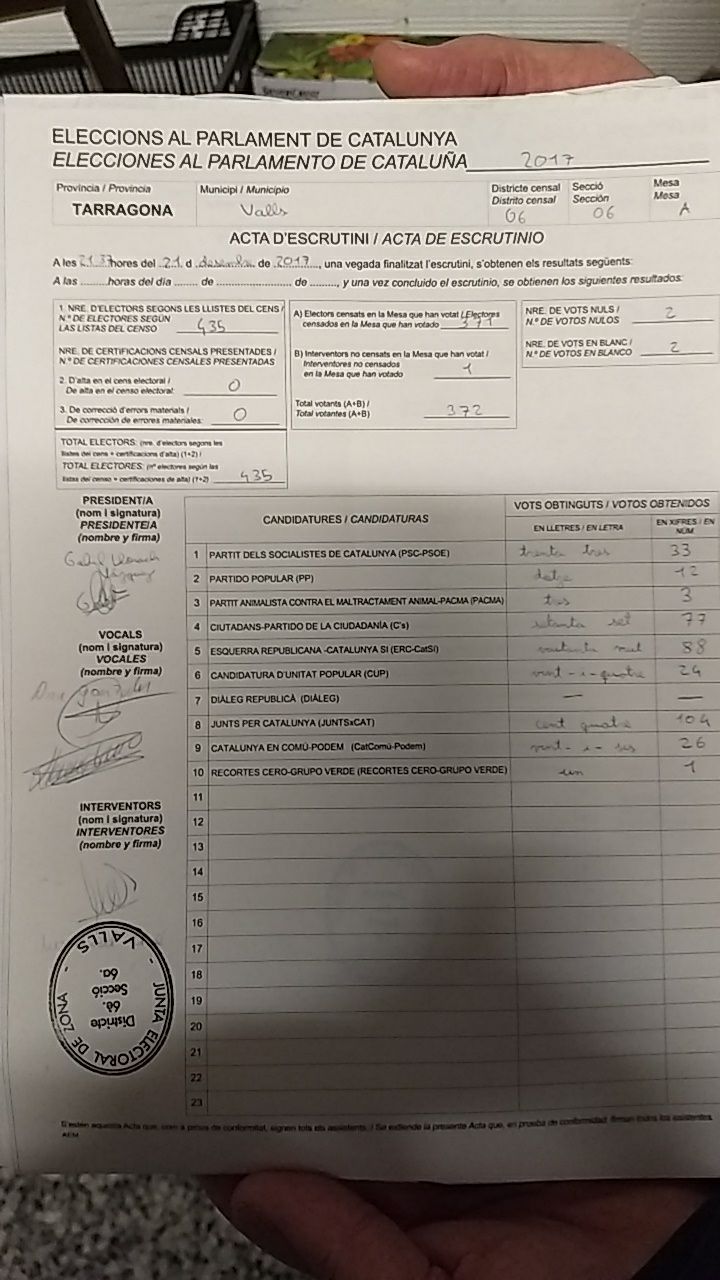 ELECCIONS AL PARLAMENT DE CATALUNYA
ELECCIONES AL PARLAMENTO DE CATALUÑA 2017
Provincia / Provincia
TARRAGONA
Municipi / Municipio
Valls
Districte censal
Distrito censal
06
Secció
Sección
06
Mesa
Mesa
A
ACTA D'ESCRUTINI / ACTA DE ESCRUTINIO
A les 21.37 hores del 21 d desembre de 2017, una vegada finalitzat l'escrutini, s'obtenen els resultats següents:
A las ........horas del día ....... de ............................ de ........, y una vez concluido el escrutinio, se obtienen los siguientes resultados:
1. NRE. D'ELECTORS SEGONS LES LLISTES DEL CENS /
N.º DE ELECTORES SEGÚN
LAS LISTAS DEL CENSO 435
NRE. DE CERTIFICACIONS CENSALS PRESENTADES /
N.º DE CERTIFICACIONES CENSALES PRESENTADAS
2. D'alta en el cens electoral /
De alta en el censo electoral: 0
3. De correcció d'errors materials /
De corrección de errores materiales: 0
TOTAL ELECTORS: (nre. d'electors segons les
llistes del cens + certificacions d'alta) (1+2) /
TOTAL ELECTORES: (nº electores según las
listas del censo + certificaciones de alta) (1+2) 435
A) Electors censats en la Mesa que han votat / Electores
censados en la Mesa que han votado 371
B) Interventors no censats en la Mesa que han votat /
Interventores no censados
en la Mesa que han votado 1
Total votants (A+B) /
Total votantes (A+B) 372
NRE. DE VOTS NULS /
N.º DE VOTOS NULOS 2
NRE. DE VOTS EN BLANC /
N.º DE VOTOS EN BLANCO 2
PRESIDENT/A
(nom i signatura)
PRESIDENTE/A
(nombre y firma)
VOCALS
(nom i signatura)
VOCALES
(nombre y firma)
INTERVENTORS
(nom i signatura)
INTERVENTORES
(nombre y firma)
CANDIDATURES / CANDIDATURAS
VOTS OBTINGUTS / VOTOS OBTENIDOS
EN LLETRES / EN LETRA
EN XIFRES / EN NÚM
1 PARTIT DELS SOCIALISTES DE CATALUNYA (PSC-PSOE) trenta tres 33
2 PARTIDO POPULAR (PP) dotze 12
3 PARTIT ANIMALISTA CONTRA EL MALTRACTAMENT ANIMAL-PACMA (PACMA) tres 3
4 CIUTADANS-PARTIDO DE LA CIUDADANÍA (C's) setanta set 77
5 ESQUERRA REPUBLICANA -CATALUNYA SI (ERC-CatSí) vuitanta vuit 88
6 CANDIDATURA D'UNITAT POPULAR (CUP) vint-i-quatre 24
7 DIÀLEG REPUBLICÀ (DIÀLEG) — —
8 JUNTS PER CATALUNYA (JUNTSxCAT) cent quatre 104
9 CATALUNYA EN COMÚ-PODEM (CatComú-Podem) vint-i-sis 26
10 RECORTES CERO-GRUPO VERDE (RECORTES CERO-GRUPO VERDE) un 1
11
12
13
14
15
16
17
18
19
20
21
22
23
JUNTA ELECTORAL DE ZONA - VALLS -
Districte
6è.
Secció
6a.
S'estén aquesta Acta que, com a prova de conformitat, signen tots els assistents. / Se extiende la presente Acta que, en prueba de conformidad firman todos los asistentes.